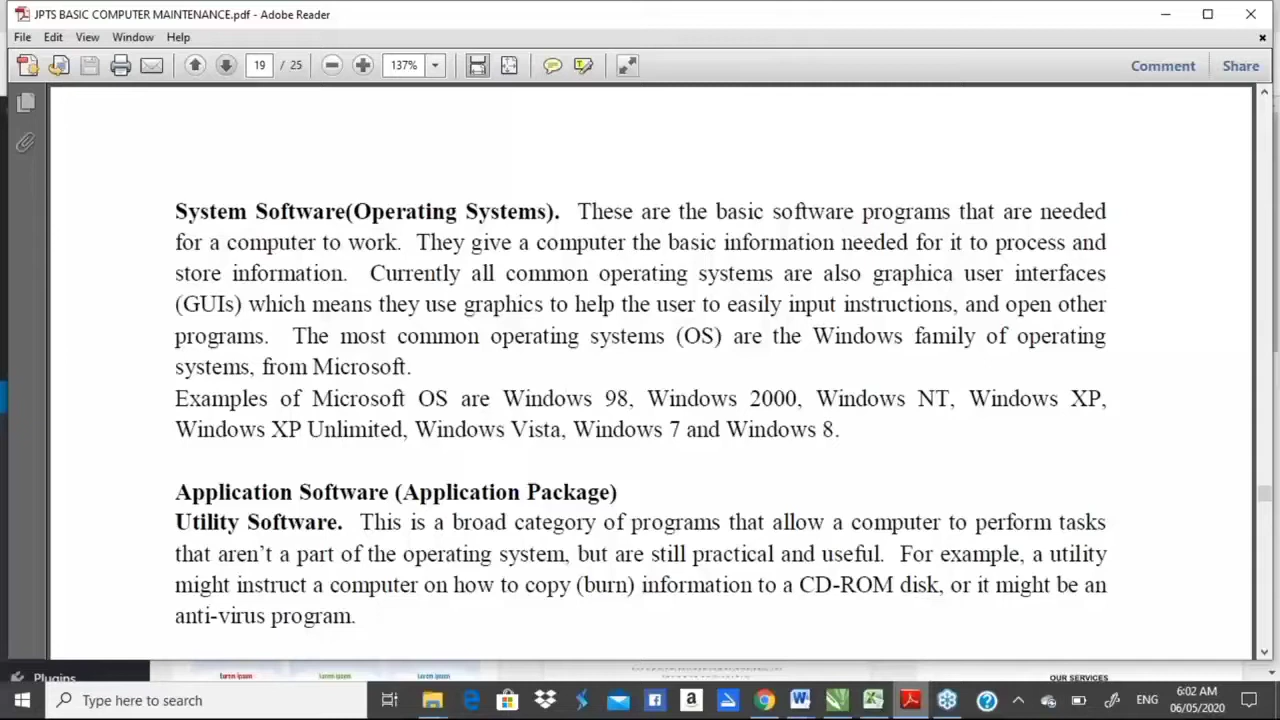 JPTS BASIC COMPUTER MAINTENANCE.pdf - Adobe Reader
File Edit View Window Help
19 / 25 137% Comment Share
System Software(Operating Systems). These are the basic software programs that are needed
for a computer to work. They give a computer the basic information needed for it to process and
store information. Currently all common operating systems are also graphica user interfaces
(GUIs) which means they use graphics to help the user to easily input instructions, and open other
programs. The most common operating systems (OS) are the Windows family of operating
systems, from Microsoft.
Examples of Microsoft OS are Windows 98, Windows 2000, Windows NT, Windows XP,
Windows XP Unlimited, Windows Vista, Windows 7 and Windows 8.
Application Software (Application Package)
Utility Software. This is a broad category of programs that allow a computer to perform tasks
that aren't a part of the operating system, but are still practical and useful. For example, a utility
might instruct a computer on how to copy (burn) information to a CD-ROM disk, or it might be an
anti-virus program.
Plugins lorem ipsum lorem ipsum lorem ipsum OUR SERVICES
Type here to search ENG 6:02 AM
06/05/2020